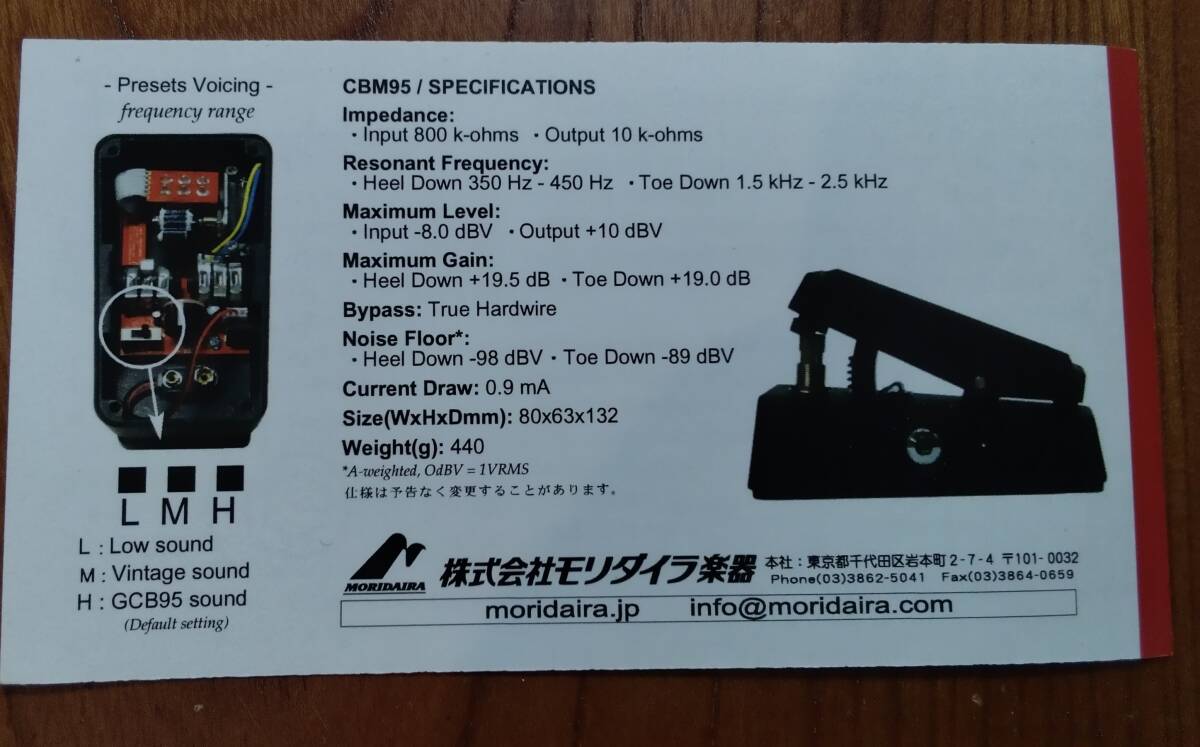 - Presets Voicing -
frequency range
L M H
L : Low sound
M : Vintage sound
H : GCB95 sound
(Default setting)
CBM95 / SPECIFICATIONS
Impedance:
・Input 800 k-ohms ・Output 10 k-ohms
Resonant Frequency:
・Heel Down 350 Hz - 450 Hz ・Toe Down 1.5 kHz - 2.5 kHz
Maximum Level:
・Input -8.0 dBV ・Output +10 dBV
Maximum Gain:
・Heel Down +19.5 dB ・Toe Down +19.0 dB
Bypass: True Hardwire
Noise Floor*:
・Heel Down -98 dBV ・Toe Down -89 dBV
Current Draw: 0.9 mA
Size(WxHxDmm): 80x63x132
Weight(g): 440
*A-weighted, OdBV = 1VRMS
仕様は予告なく変更することがあります。
MORIDAIRA
株式会社モリダイラ楽器
本社：東京都千代田区岩本町2-7-4 〒101-0032
Phone(03)3862-5041 Fax(03)3864-0659
moridaira.jp info@moridaira.com